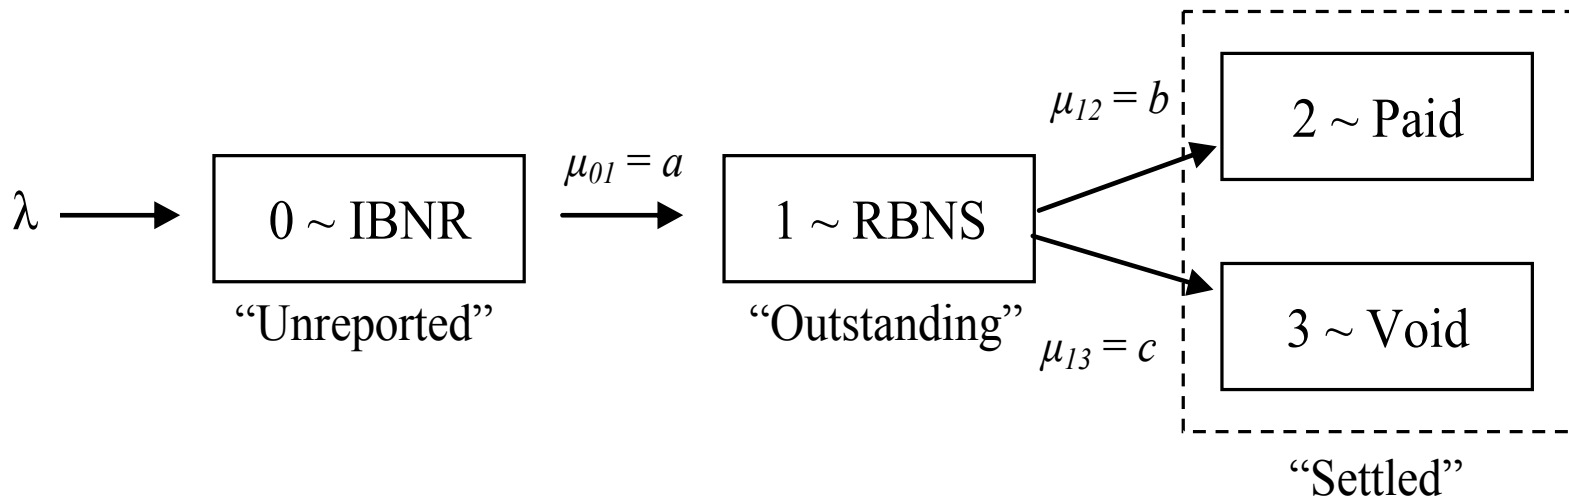 λ
0 ~ IBNR
“Unreported”
μ01 = a
1 ~ RBNS
“Outstanding”
μ12 = b
μ13 = c
2 ~ Paid
3 ~ Void
“Settled”